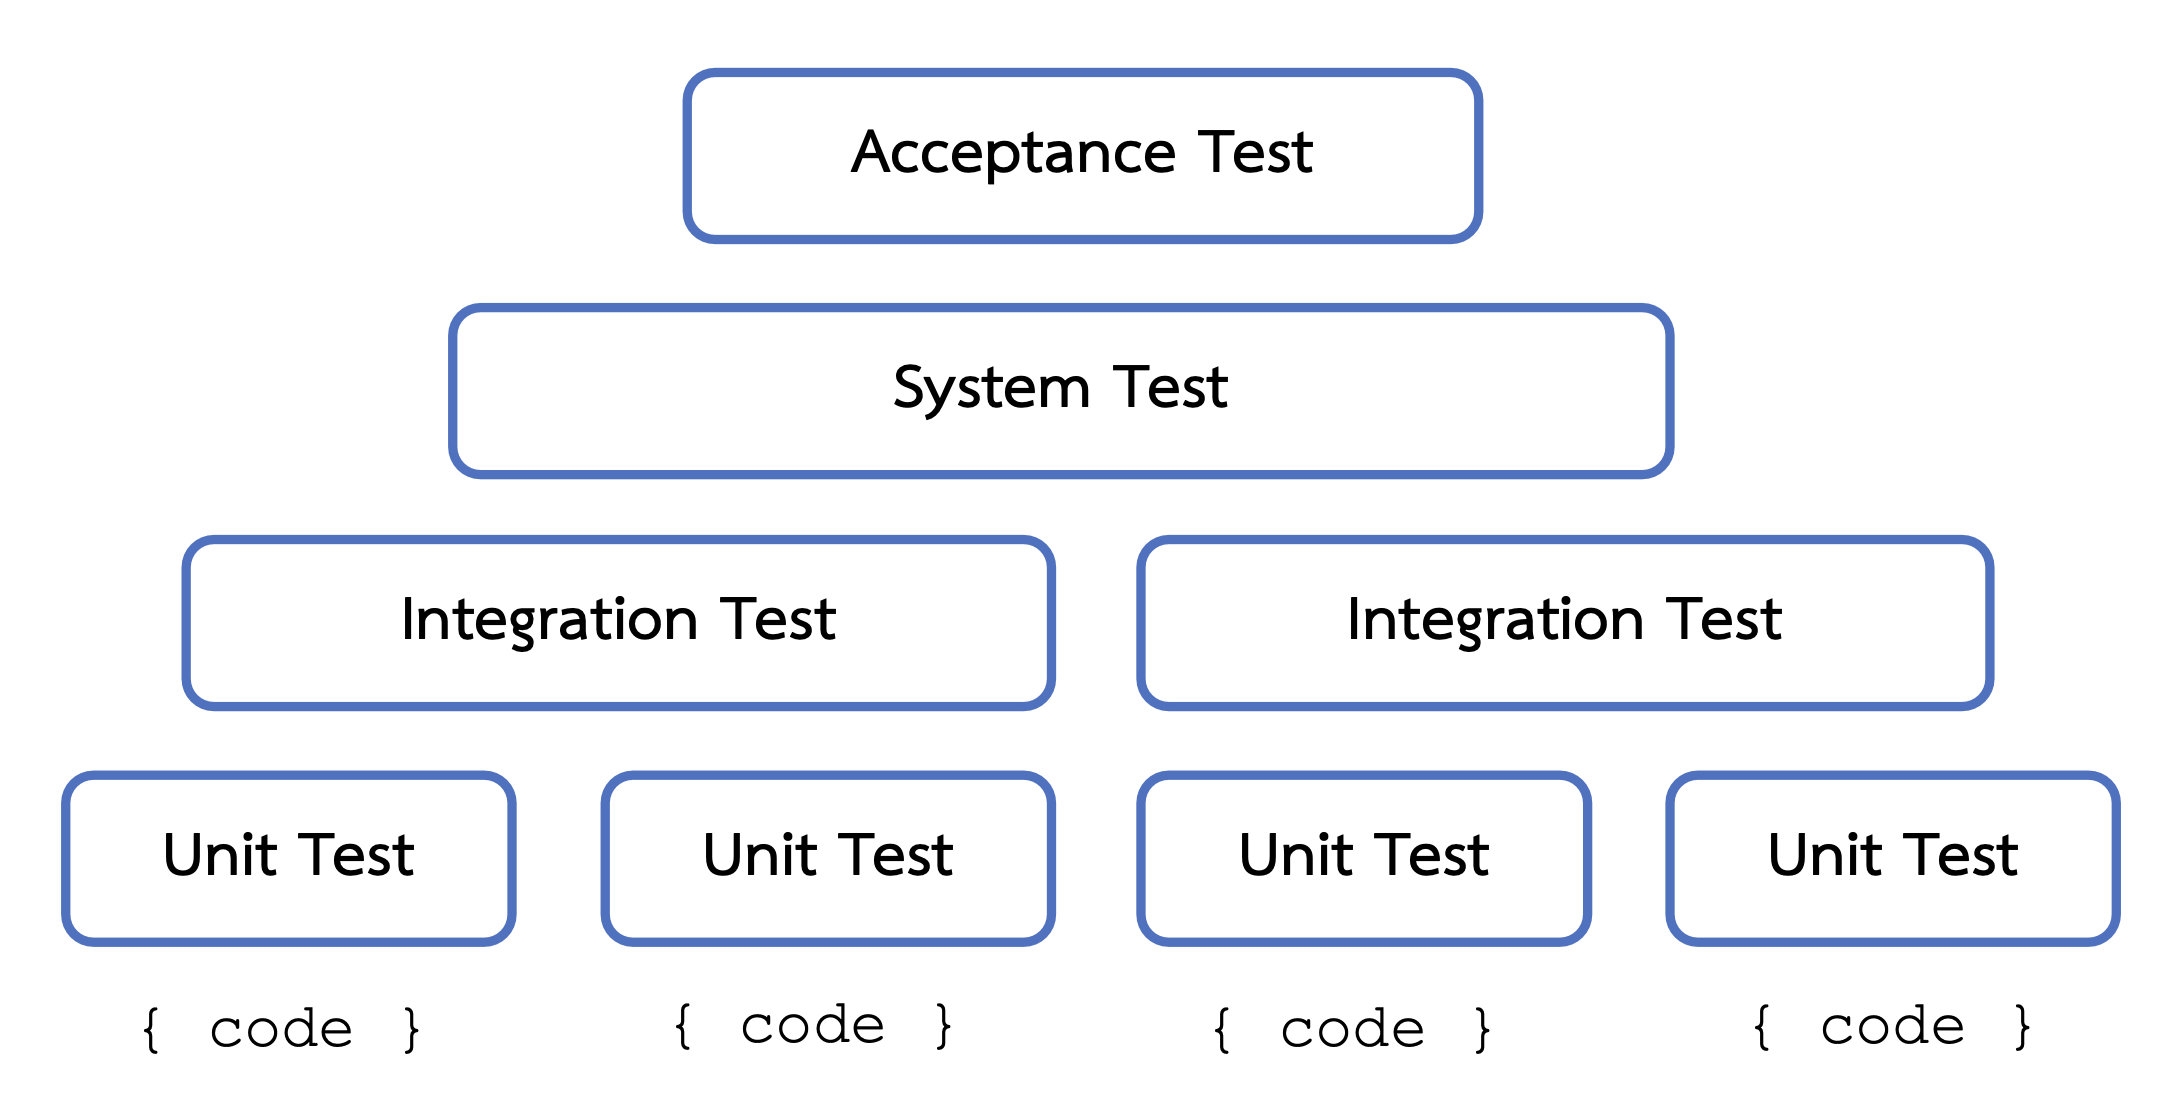 Acceptance Test
System Test
Integration Test
Integration Test
Unit Test
Unit Test
Unit Test
Unit Test
{ code }
{ code }
{ code }
{ code }